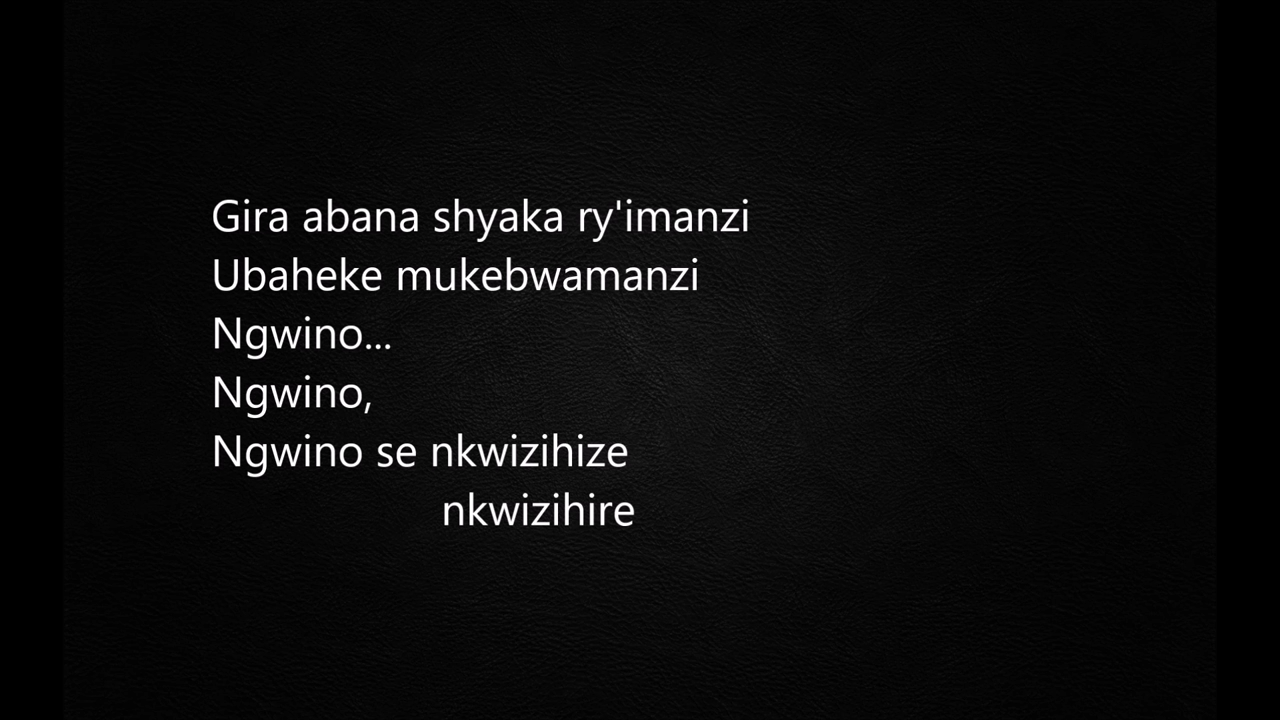 Gira abana shyaka ry'imanzi
Ubaheke mukebwamanzi
Ngwino...
Ngwino,
Ngwino se nkwizihize
nkwizihire